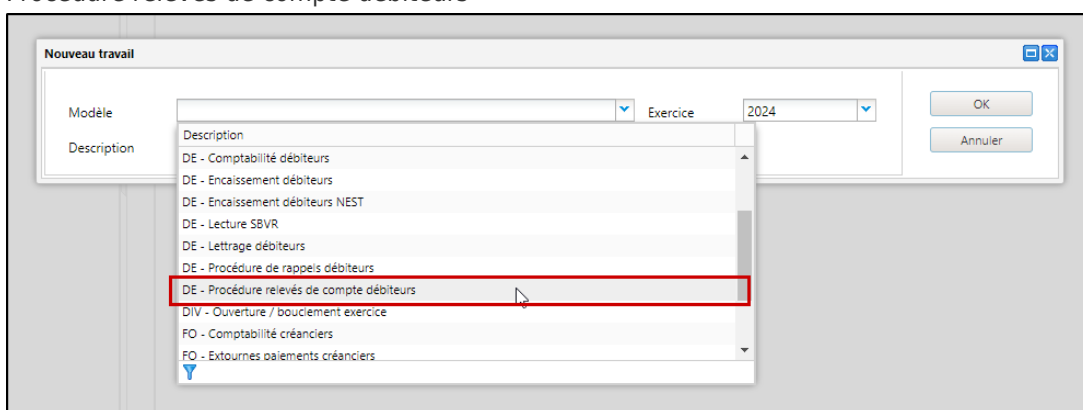 Procédure relevés de compte débiteurs
Nouveau travail
Modèle
Exercice
2024
OK
Description
Annuler
Description
DE - Comptabilité débiteurs
DE - Encaissement débiteurs
DE - Encaissement débiteurs NEST
DE - Lecture SBVR
DE - Lettrage débiteurs
DE - Procédure de rappels débiteurs
DE - Procédure relevés de compte débiteurs
DIV - Ouverture / bouclement exercice
FO - Comptabilité créanciers
FO - Extournes paiements créanciers